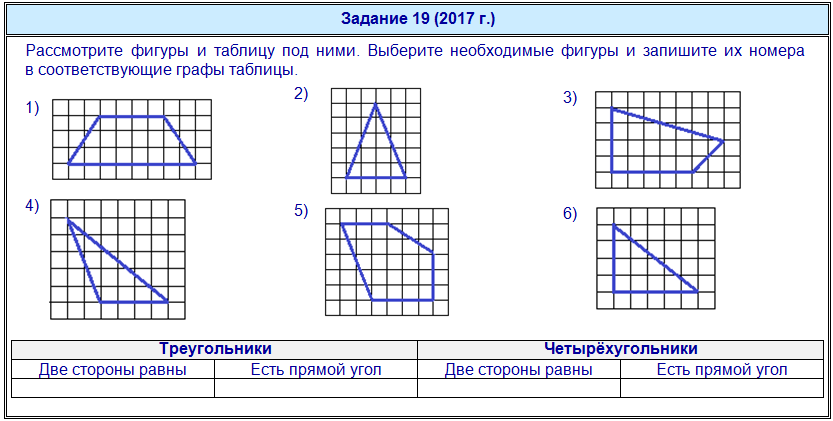 Задание 19 (2017 г.)
Рассмотрите фигуры и таблицу под ними. Выберите необходимые фигуры и запишите их номера
в соответствующие графы таблицы.
1)
2)
3)
4)
5)
6)
Треугольники Четырёхугольники
Две стороны равны Есть прямой угол Две стороны равны Есть прямой угол